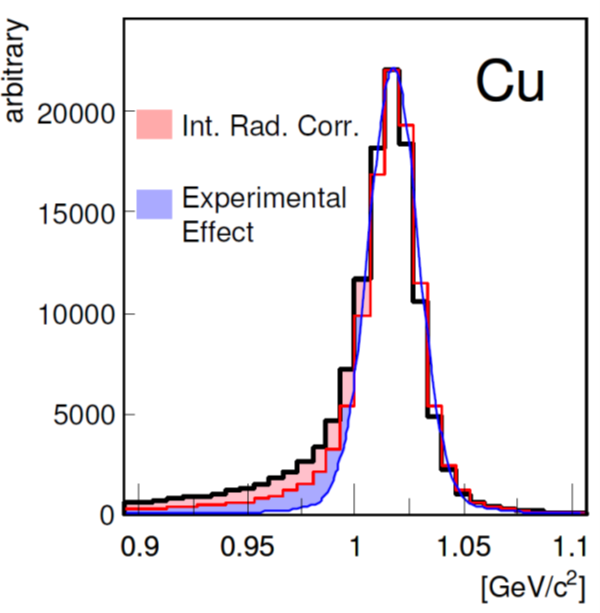 arbitrary
Cu
20000
Int. Rad. Corr.
15000
Experimental
Effect
10000
5000
0
0.9 0.95 1 1.05 1.1
[GeV/c²]